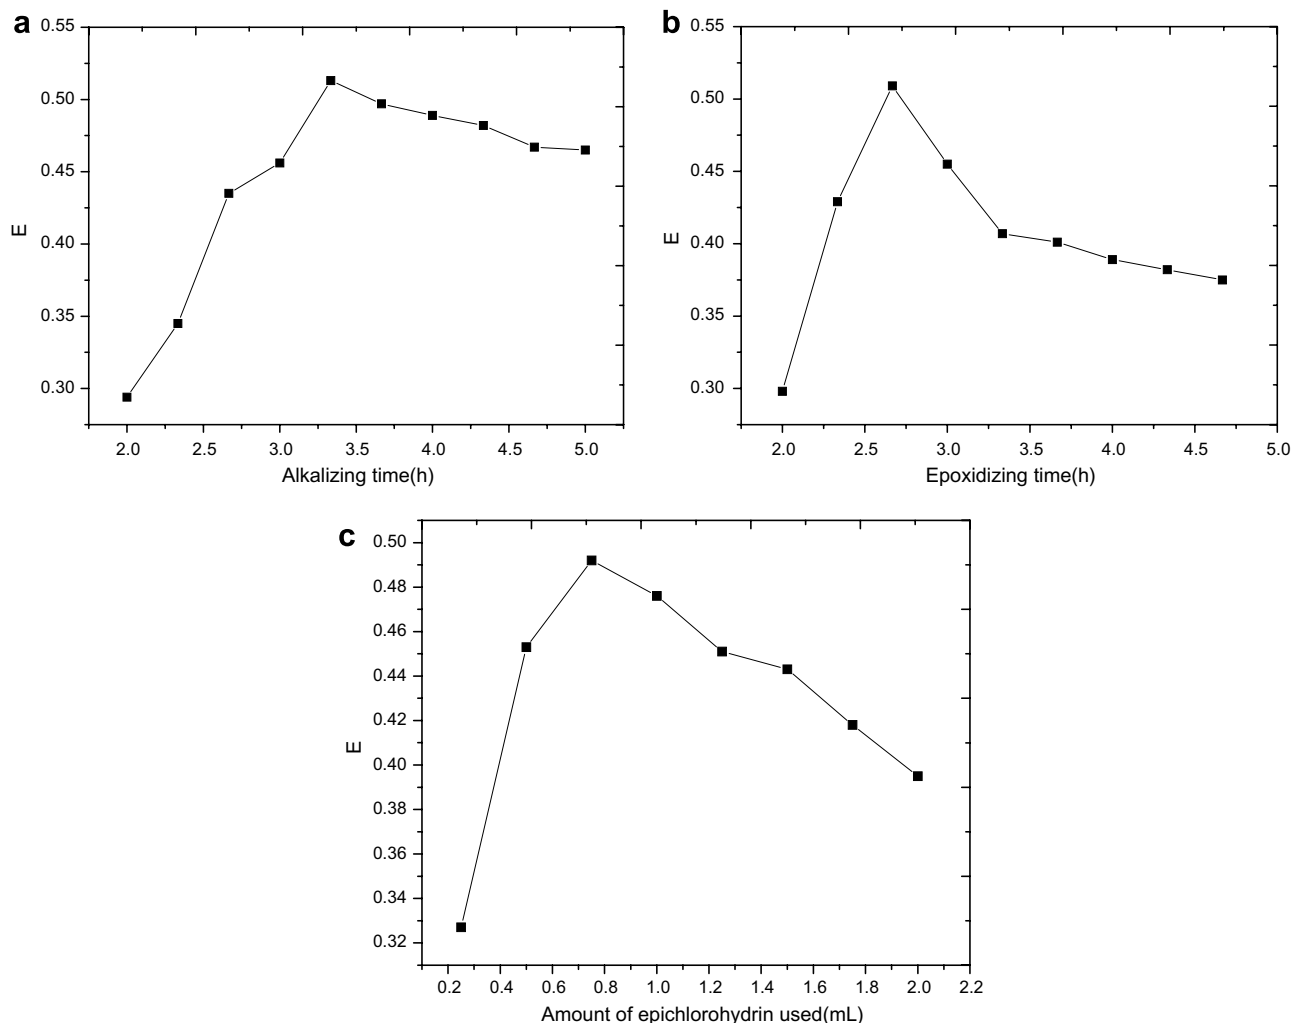 a
0.55
0.50
0.45
0.40
0.35
0.30
E
2.0 2.5 3.0 3.5 4.0 4.5 5.0
Alkalizing time(h)
b
0.55
0.50
0.45
0.40
0.35
0.30
E
2.0 2.5 3.0 3.5 4.0 4.5 5.0
Epoxidizing time(h)
c
0.50
0.48
0.46
0.44
0.42
0.40
0.38
0.36
0.34
0.32
E
0.2 0.4 0.6 0.8 1.0 1.2 1.4 1.6 1.8 2.0 2.2
Amount of epichlorohydrin used(mL)